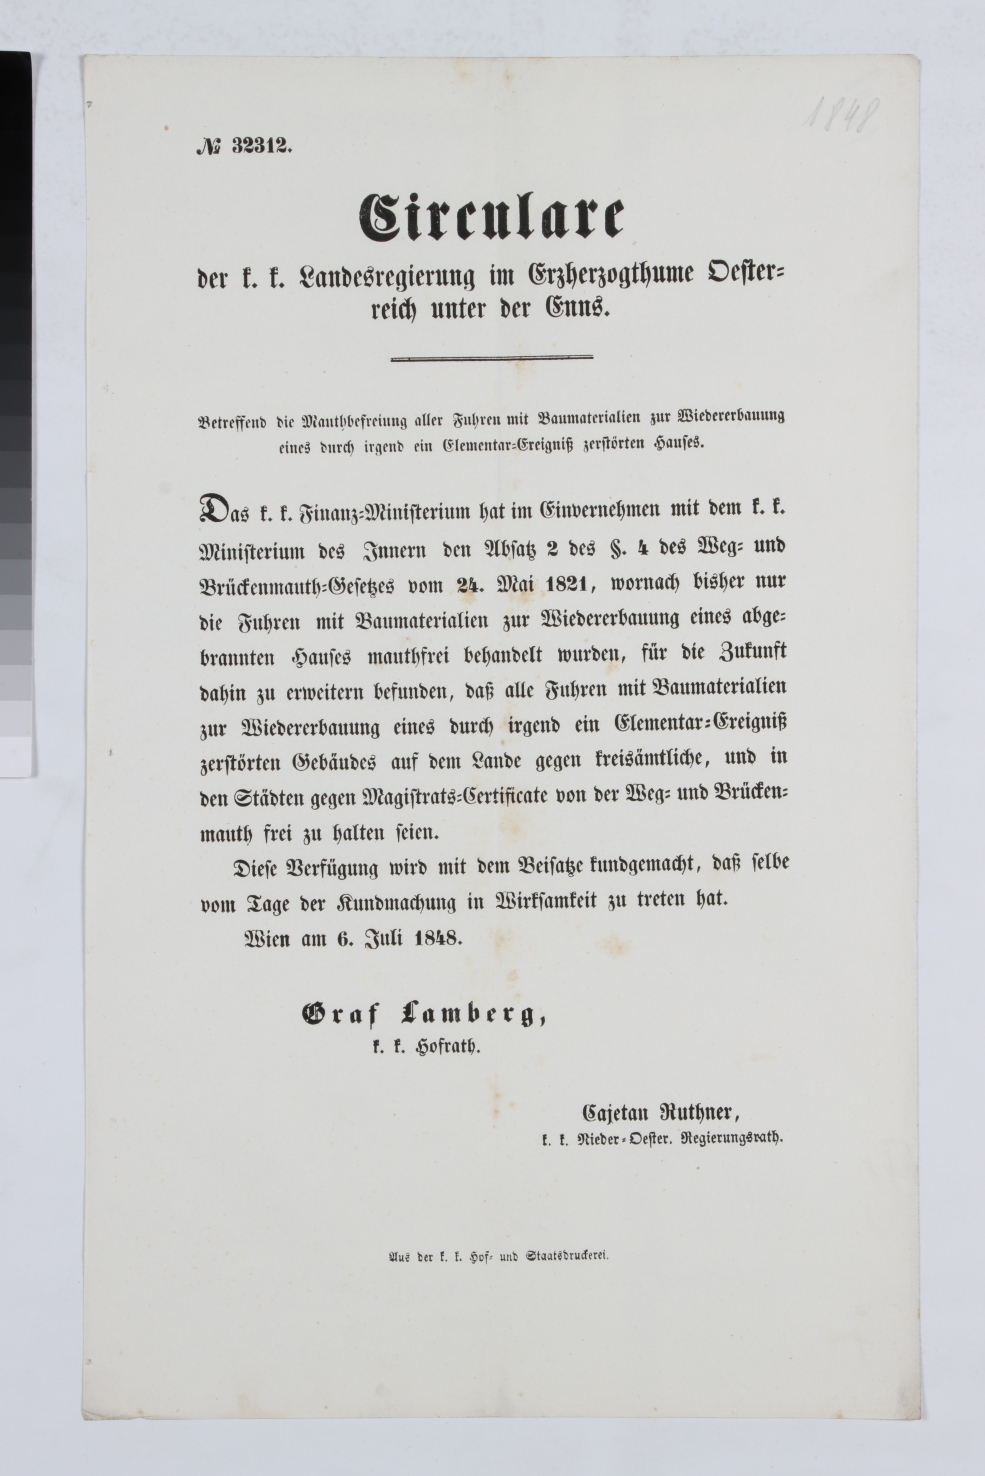 1848
№ 32312.
Circulare
der k. k. Landesregierung im Erzherzogthume Oester=
reich unter der Enns.
Betreffend die Mauthbefreiung aller Fuhren mit Baumaterialien zur Wiedererbauung
eines durch irgend ein Elementar=Ereigniß zerstörten Hauses.
Das k. k. Finanz=Ministerium hat im Einvernehmen mit dem k. k.
Ministerium des Innern den Absatz 2 des §. 4 des Weg= und
Brückenmauth=Gesetzes vom 24. Mai 1821, wornach bisher nur
die Fuhren mit Baumaterialien zur Wiedererbauung eines abge=
brannten Hauses mauthfrei behandelt wurden, für die Zukunft
dahin zu erweitern befunden, daß alle Fuhren mit Baumaterialien
zur Wiedererbauung eines durch irgend ein Elementar=Ereigniß
zerstörten Gebäudes auf dem Lande gegen kreisämtliche, und in
den Städten gegen Magistrats=Certificate von der Weg= und Brücken=
mauth frei zu halten seien.
Diese Verfügung wird mit dem Beisatze kundgemacht, daß selbe
vom Tage der Kundmachung in Wirksamkeit zu treten hat.
Wien am 6. Juli 1848.
Graf Lamberg,
k. k. Hofrath.
Cajetan Ruthner,
k. k. Nieder=Oester. Regierungsrath.
Aus der k. k. Hof= und Staatsdruckerei.